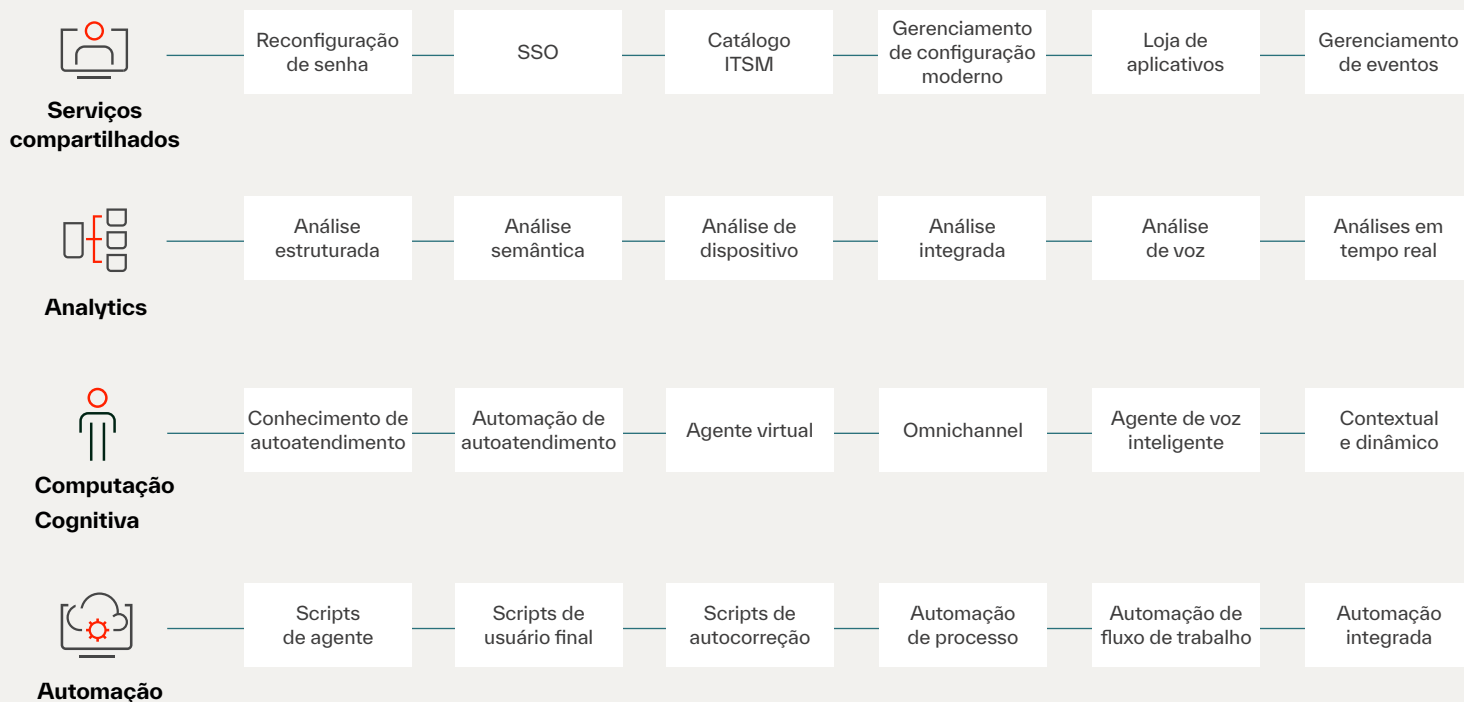 Serviços
compartilhados
Reconfiguração
de senha
SSO
Catálogo
ITSM
Gerenciamento
de configuração
moderno
Loja de
aplicativos
Gerenciamento
de eventos
Analytics
Análise
estruturada
Análise
semântica
Análise de
dispositivo
Análise
integrada
Análise
de voz
Análises em
tempo real
Computação
Cognitiva
Conhecimento de
autoatendimento
Automação de
autoatendimento
Agente virtual
Omnichannel
Agente de voz
inteligente
Contextual
e dinâmico
Automação
Scripts
de agente
Scripts de
usuário final
Scripts de
autocorreção
Automação
de processo
Automação de
fluxo de trabalho
Automação
integrada